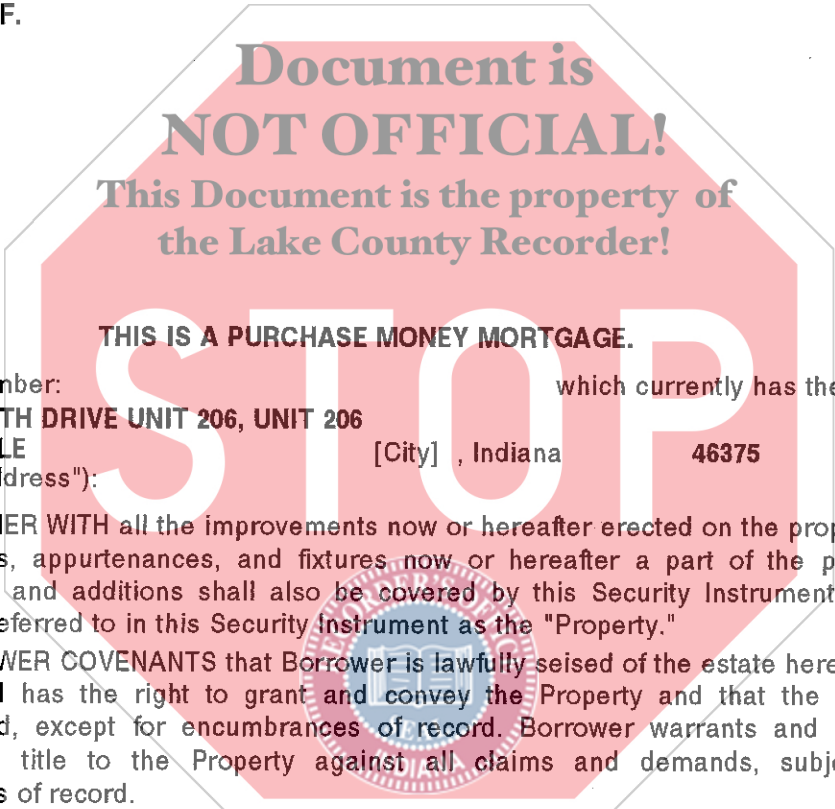 F.
Document is
NOT OFFICIAL!
This Document is the property of
the Lake County Recorder!
STOP
THIS IS A PURCHASE MONEY MORTGAGE.
nber: which currently has the
TH DRIVE UNIT 206, UNIT 206
LE [City] , Indiana 46375
ddress"):
ER WITH all the improvements now or hereafter erected on the prop
s, appurtenances, and fixtures now or hereafter a part of the p
and additions shall also be covered by this Security Instrument
eferred to in this Security Instrument as the "Property."
WER COVENANTS that Borrower is lawfully seised of the estate here
has the right to grant and convey the Property and that the
d, except for encumbrances of record. Borrower warrants and
title to the Property against all claims and demands, subje
s of record.